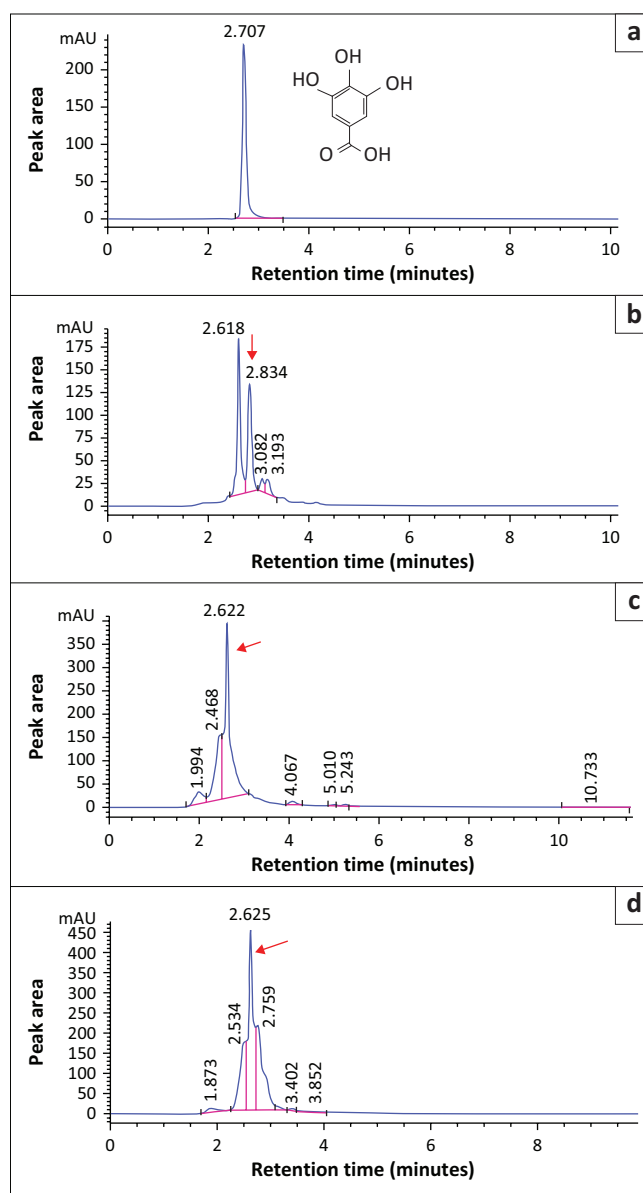 a
mAU
2.707
200
150
100
50
0
Peak area
OH
HO
OH
O
OH
0 2 4 6 8 10
Retention time (minutes)
b
mAU
2.618
2.834
3.082
3.193
175
150
125
100
75
50
25
0
Peak area
0 2 4 6 8 10
Retention time (minutes)
c
mAU
2.622
2.468
1.994
4.067
5.010
5.243
10.733
350
300
250
200
150
100
50
0
Peak area
0 2 4 6 8 10
Retention time (minutes)
d
mAU
2.625
2.534
2.759
1.873
3.402
3.852
450
400
350
300
250
200
150
100
50
0
Peak area
0 2 4 6 8
Retention time (minutes)